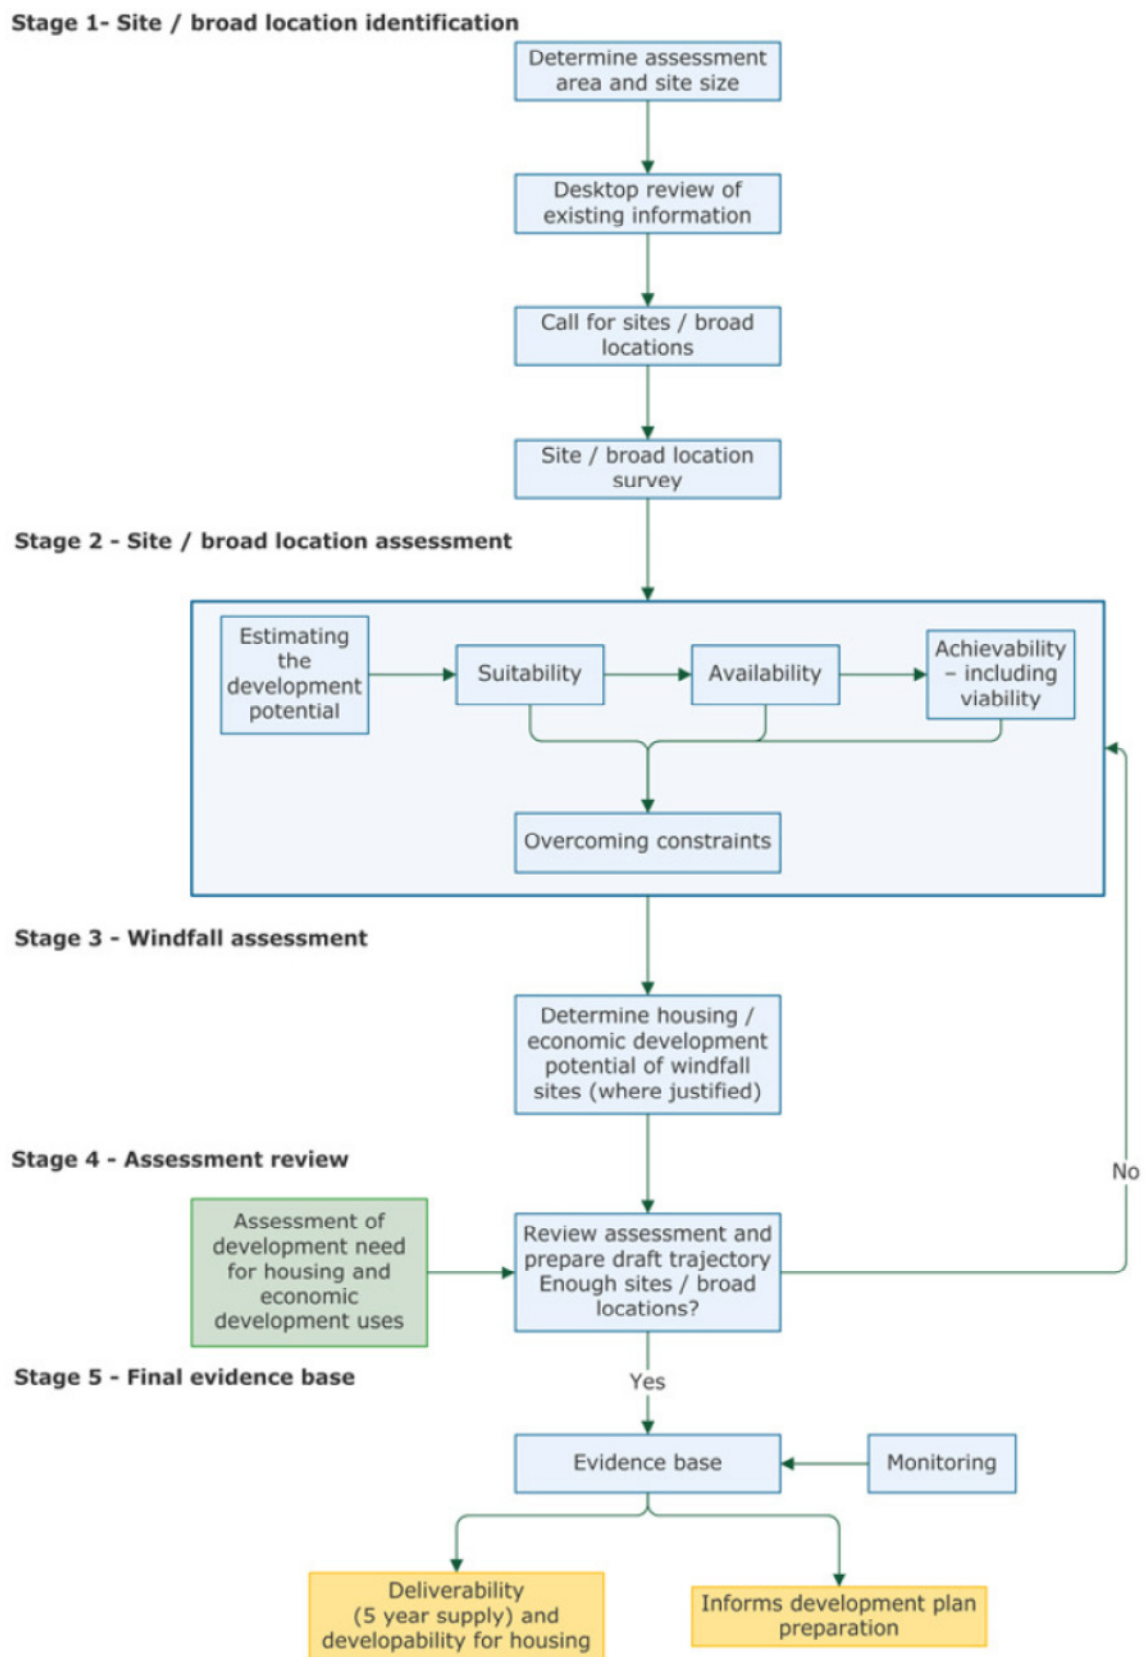 Stage 1- Site / broad location identification
Determine assessment
area and site size
Desktop review of
existing information
Call for sites / broad
locations
Site / broad location
survey
Stage 2 - Site / broad location assessment
Estimating
the
development
potential
Suitability
Availability
Achievability
– including
viability
Overcoming constraints
Stage 3 - Windfall assessment
Determine housing /
economic development
potential of windfall
sites (where justified)
Stage 4 - Assessment review
No
Assessment of
development need
for housing and
economic
development uses
Review assessment and
prepare draft trajectory
Enough sites / broad
locations?
Stage 5 - Final evidence base
Yes
Evidence base
Monitoring
Deliverability
(5 year supply) and
developability for housing
Informs development plan
preparation